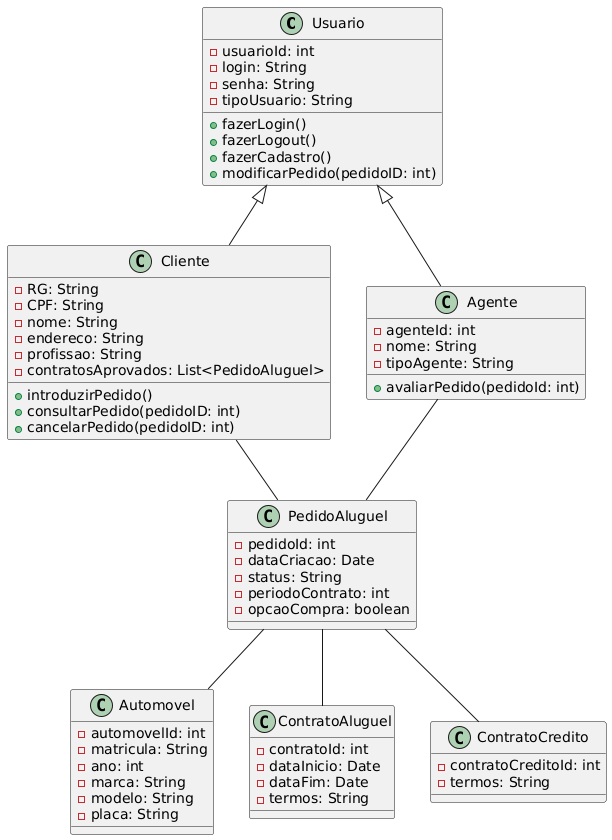 C Usuario
usuarioId: int
login: String
senha: String
tipoUsuario: String
fazerLogin()
fazerLogout()
fazerCadastro()
modificarPedido(pedidoID: int)
C Cliente
RG: String
CPF: String
nome: String
endereco: String
profissao: String
contratosAprovados: List<PedidoAluguel>
introduzirPedido()
consultarPedido(pedidoID: int)
cancelarPedido(pedidoID: int)
C Agente
agenteId: int
nome: String
tipoAgente: String
avaliarPedido(pedidoId: int)
C PedidoAluguel
pedidoId: int
dataCriacao: Date
status: String
periodoContrato: int
opcaoCompra: boolean
C Automovel
automovelId: int
matricula: String
ano: int
marca: String
modelo: String
placa: String
C ContratoAluguel
contratoId: int
dataInicio: Date
dataFim: Date
termos: String
C ContratoCredito
contratoCreditoId: int
termos: String